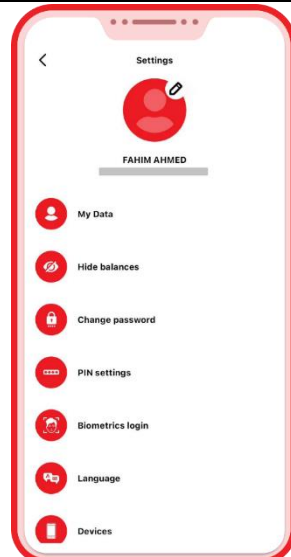 Settings
FAHIM AHMED
My Data
Hide balances
Change password
PIN settings
Biometrics login
Language
Devices